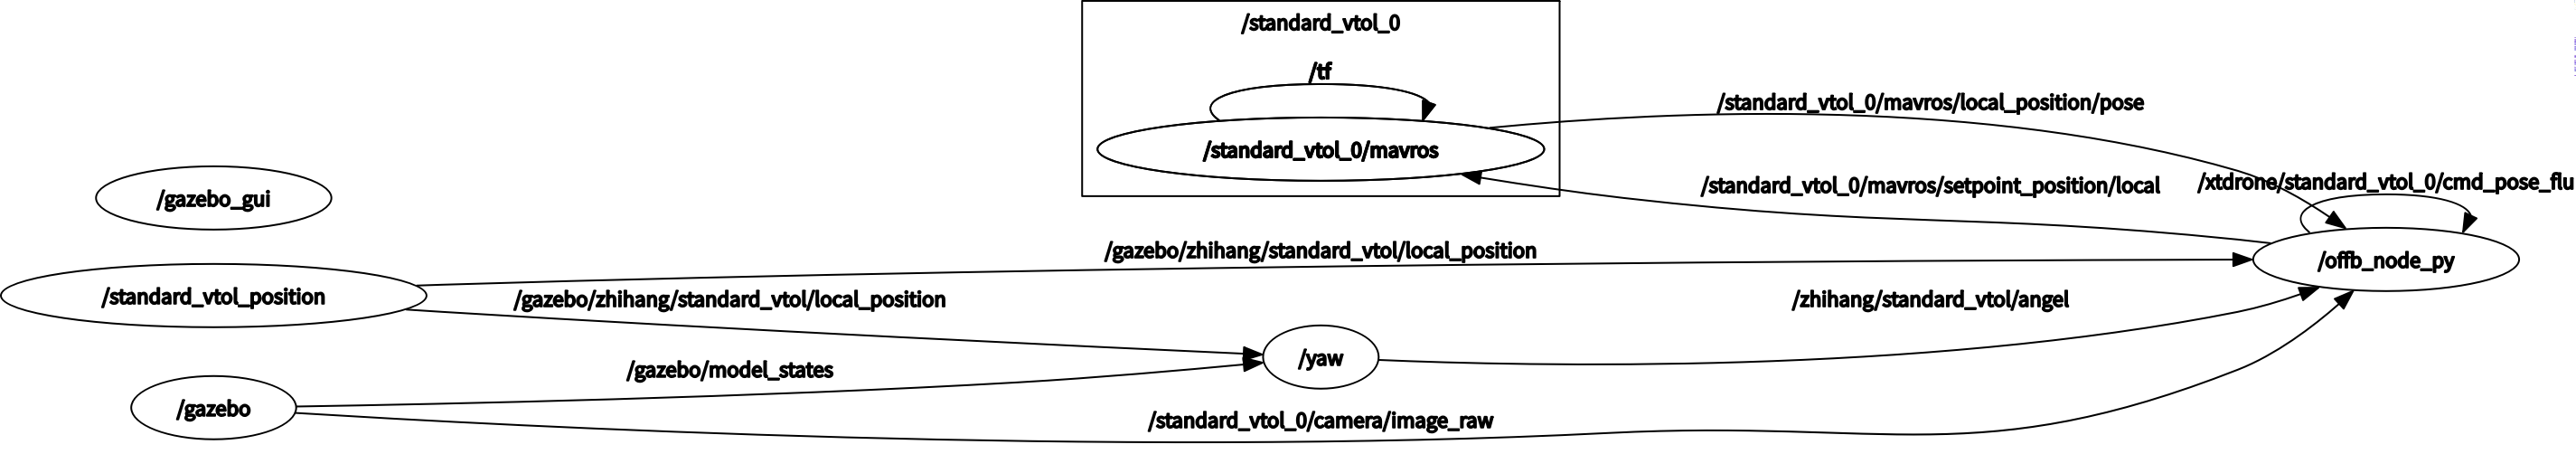 /standard_vtol_0
/tf
/standard_vtol_0/mavros
/standard_vtol_0/mavros/local_position/pose
/standard_vtol_0/mavros/setpoint_position/local
/xtdrone/standard_vtol_0/cmd_pose_flu
/gazebo_gui
/gazebo/zhihang/standard_vtol/local_position
/offb_node_py
/standard_vtol_position
/gazebo/zhihang/standard_vtol/local_position
/zhihang/standard_vtol/angel
/yaw
/gazebo/model_states
/gazebo
/standard_vtol_0/camera/image_raw